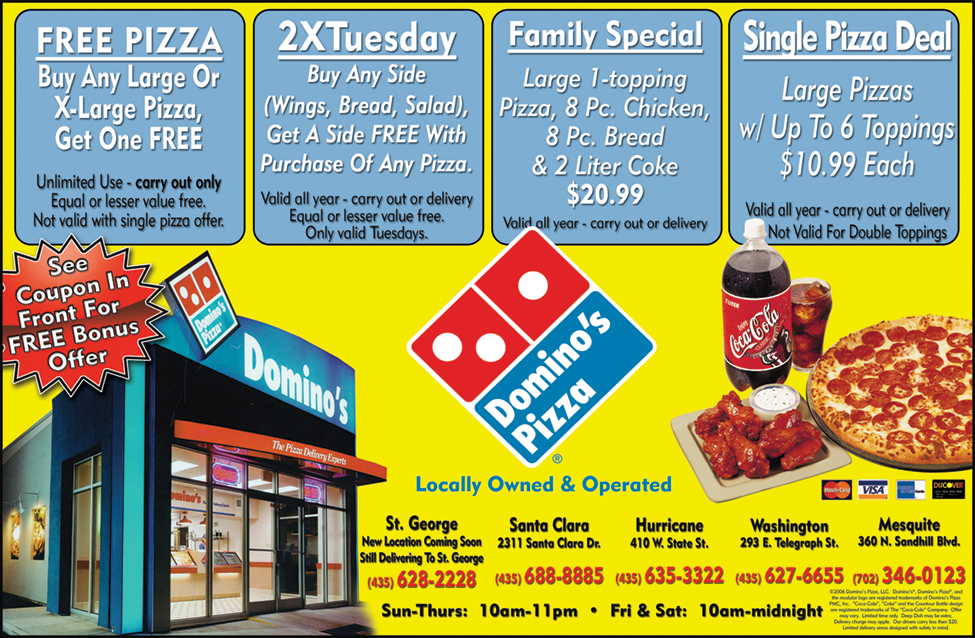 FREE PIZZA
Buy Any Large Or
X-Large Pizza,
Get One FREE
Unlimited Use - carry out only
Equal or lesser value free.
Not valid with single pizza offer.
2XTuesday
Buy Any Side
(Wings, Bread, Salad),
Get A Side FREE With
Purchase Of Any Pizza.
Valid all year - carry out or delivery
Equal or lesser value free.
Only valid Tuesdays.
Family Special
Large 1-topping
Pizza, 8 Pc. Chicken,
8 Pc. Bread
& 2 Liter Coke
$20.99
Valid all year - carry out or delivery
Single Pizza Deal
Large Pizzas
w/ Up To 6 Toppings
$10.99 Each
Valid all year - carry out or delivery
Not Valid For Double Toppings
See
Coupon In
Front For
FREE Bonus
Offer
Domino's
Pizza
Domino's
The Pizza Delivery Experts
Domino's
Pizza
®
2 LITER
Enjoy
Coca-Cola
Locally Owned & Operated
MasterCard
VISA
DISCOVER
St. George
New Location Coming Soon
Still Delivering To St. George
(435) 628-2228
Santa Clara
2311 Santa Clara Dr.
(435) 688-8885
Hurricane
410 W. State St.
(435) 635-3322
Washington
293 E. Telegraph St.
(435) 627-6655
Mesquite
360 N. Sandhill Blvd.
(702) 346-0123
Sun-Thurs: 10am-11pm • Fri & Sat: 10am-midnight
©2006 Domino's Pizza, LLC. Domino's, Domino's Pizza®, and
the modular logo are registered trademarks of Domino's Pizza
PMC, Inc. "Coca-Cola", "Coke" and the Countour Bottle design
are registered trademarks of The "Coca-Cola" Company. Offers
may vary. Limited time only. Deep Dish may be extra.
Delivery charge may apply. Our drivers carry less then $20.
Limited delivery areas designed with safety in mind.